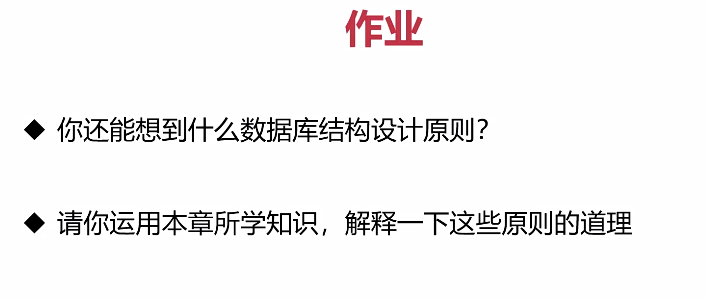 作业
◆ 你还能想到什么数据库结构设计原则？
◆ 请你运用本章所学知识，解释一下这些原则的道理